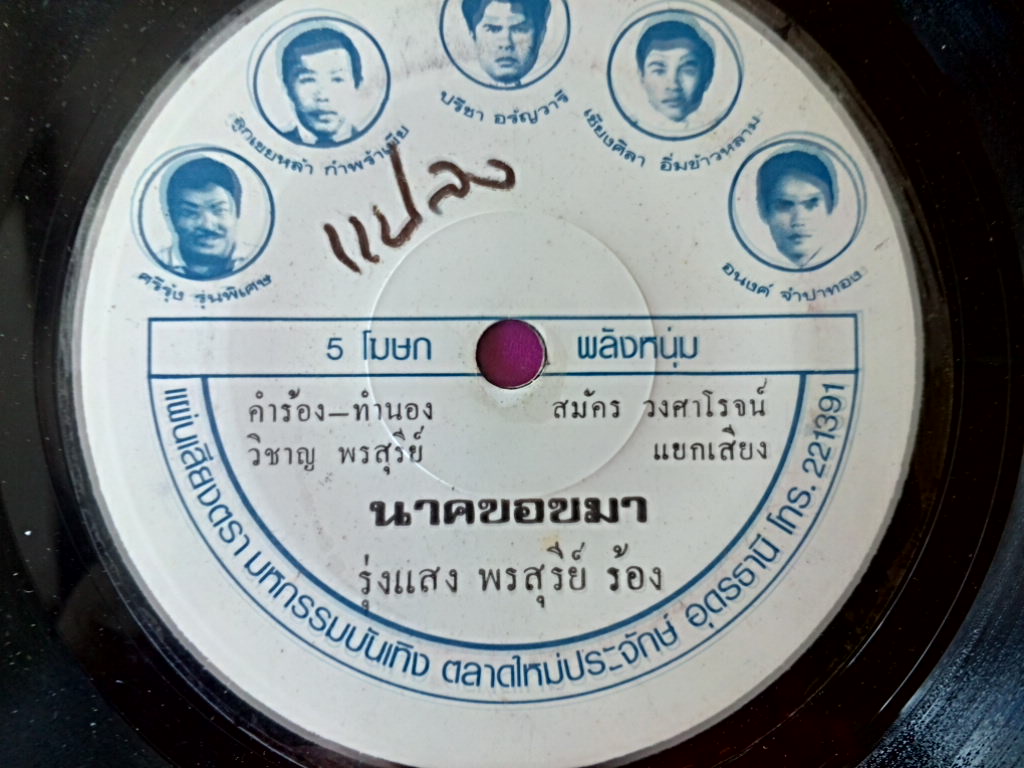 ศรีรุ่ง รุ่นพิเศษ
ลูกเขยหล้า กำพร้าเมีย
ปรีชา อรัญวารี
เซียงศิลา อิ่มข้าวหลาม
อนงค์ จำปาทอง
แปลง
5 โฆษก พลังหนุ่ม
คำร้อง-ทำนอง สมัคร วงศาโรจน์
วิชาญ พรสุรีย์ แยกเสียง
นาคขอขมา
รุ่งแสง พรสุรีย์ ร้อง
แผ่นเสียงตรา มหกรรมบันเทิง ตลาดใหม่ประจักษ์ อุดรธานี โทร. 221391